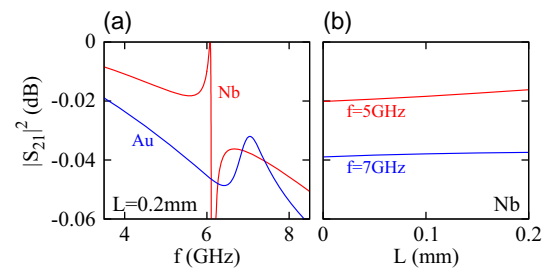 (a)
(b)
|S21|^2 (dB)
0
-0.02
-0.04
-0.06
Nb
Au
L=0.2mm
4
6
8
f (GHz)
f=5GHz
f=7GHz
Nb
0
0.1
0.2
L (mm)